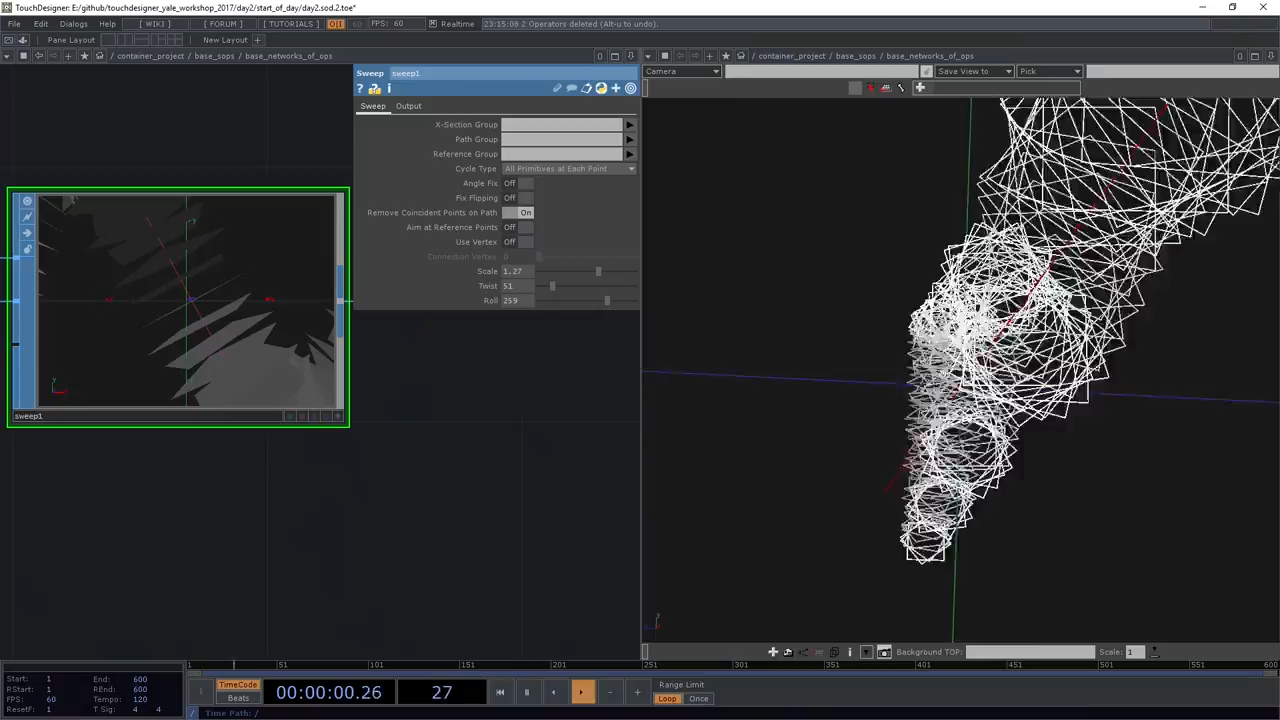 TouchDesigner: E:/github/touchdesigner_yale_workshop_2017/day2/start_of_day/day2.sod.2.toe*
File Edit Dialogs Help [ WIKI ] [ FORUM ] [ TUTORIALS ] O|I FPS: 60 Realtime 23:15:08 2 Operators deleted (Alt-u to undo).
Pane Layout New Layout +
/ container_project / base_sops / base_networks_of_ops
/ container_project / base_sops / base_networks_of_ops
Camera Save View to Pick
Sweep sweep1
Sweep Output
X-Section Group
Path Group
Reference Group
Cycle Type All Primitives at Each Point
Angle Fix Off
Fix Flipping Off
Remove Coincident Points on Path On
Aim at Reference Points Off
Use Vertex Off
Connection Vertex 0
Scale 1.27
Twist 51
Roll 259
sweep1
Background TOP: Scale: 1
1 51 101 151 201 251 301 351 401 451 501 551 600
Start: 1 End: 600
RStart: 1 REnd: 600
FPS: 60 Tempo: 120
ResetF: 1 T Sig: 4 4
TimeCode
Beats
00:00:00.26
27
Range Limit
Loop Once
/ Time Path: /